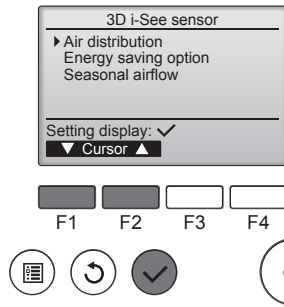 3D i-See sensor
Air distribution
Energy saving option
Seasonal airflow
Setting display:
▼ Cursor ▲
F1 F2 F3 F4